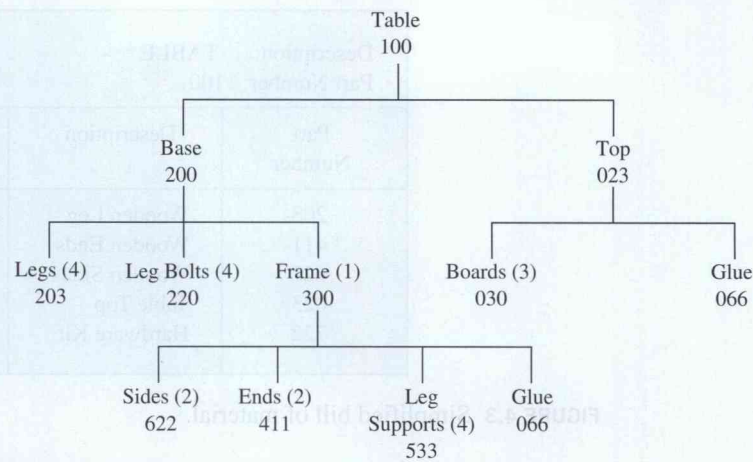 Table
100
Base
200
Top
023
Legs (4)
203
Leg Bolts (4)
220
Frame (1)
300
Boards (3)
030
Glue
066
Sides (2)
622
Ends (2)
411
Leg
Supports (4)
533
Glue
066